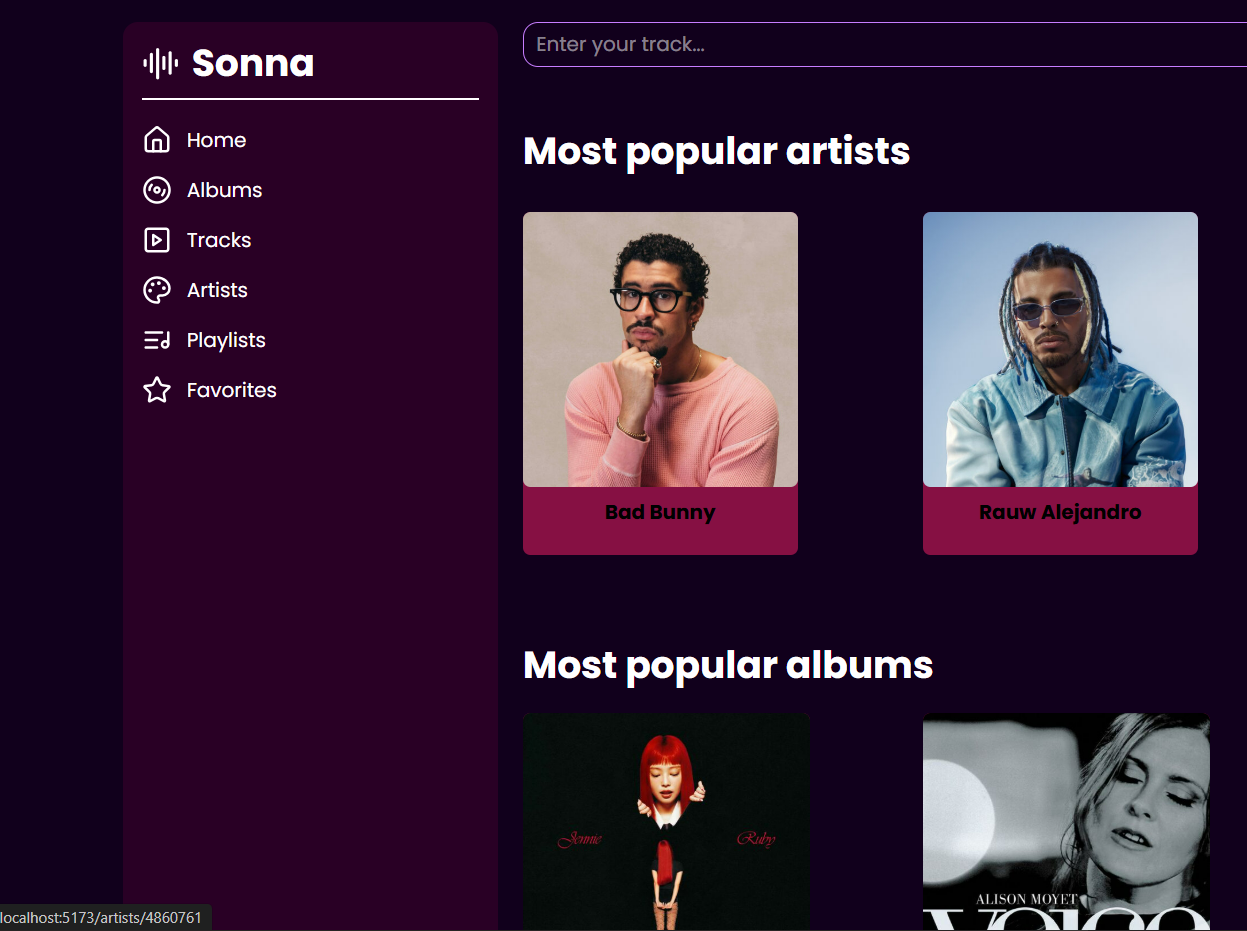 Sonna
Home
Albums
Tracks
Artists
Playlists
Favorites
Enter your track...
Most popular artists
Bad Bunny
Rauw Alejandro
Most popular albums
Jennie
Ruby
ALISON MOYET
voice
localhost:5173/artists/4860761